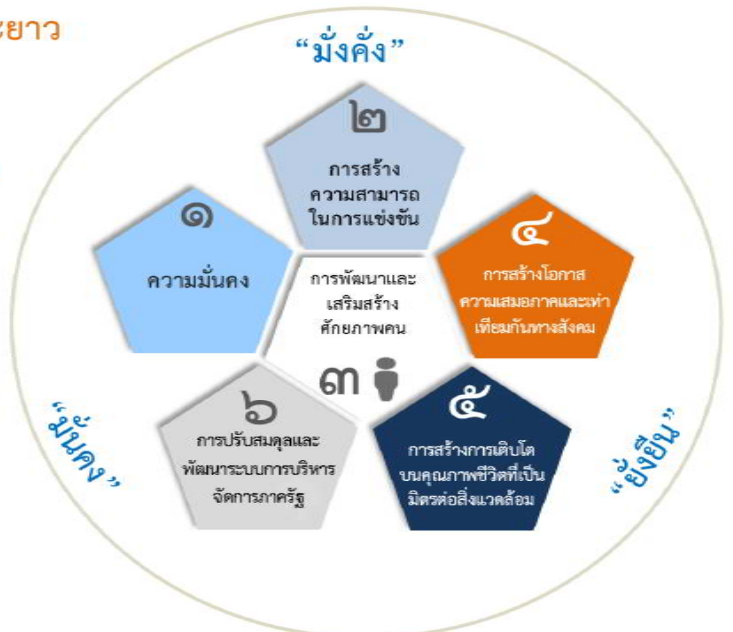 ะยาว
“มั่งคั่ง”
๒
การสร้าง
ความสามารถ
ในการแข่งขัน
๑
ความมั่นคง
การพัฒนาและ
เสริมสร้าง
ศักยภาพคน
๓
๔
การสร้างโอกาส
ความเสมอภาคและเท่า
เทียมกันทางสังคม
๖
การปรับสมดุลและ
พัฒนาระบบการบริหาร
จัดการภาครัฐ
๕
การสร้างการเติบโต
บนคุณภาพชีวิตที่เป็น
มิตรต่อสิ่งแวดล้อม
“มั่นคง”
“ยั่งยืน”